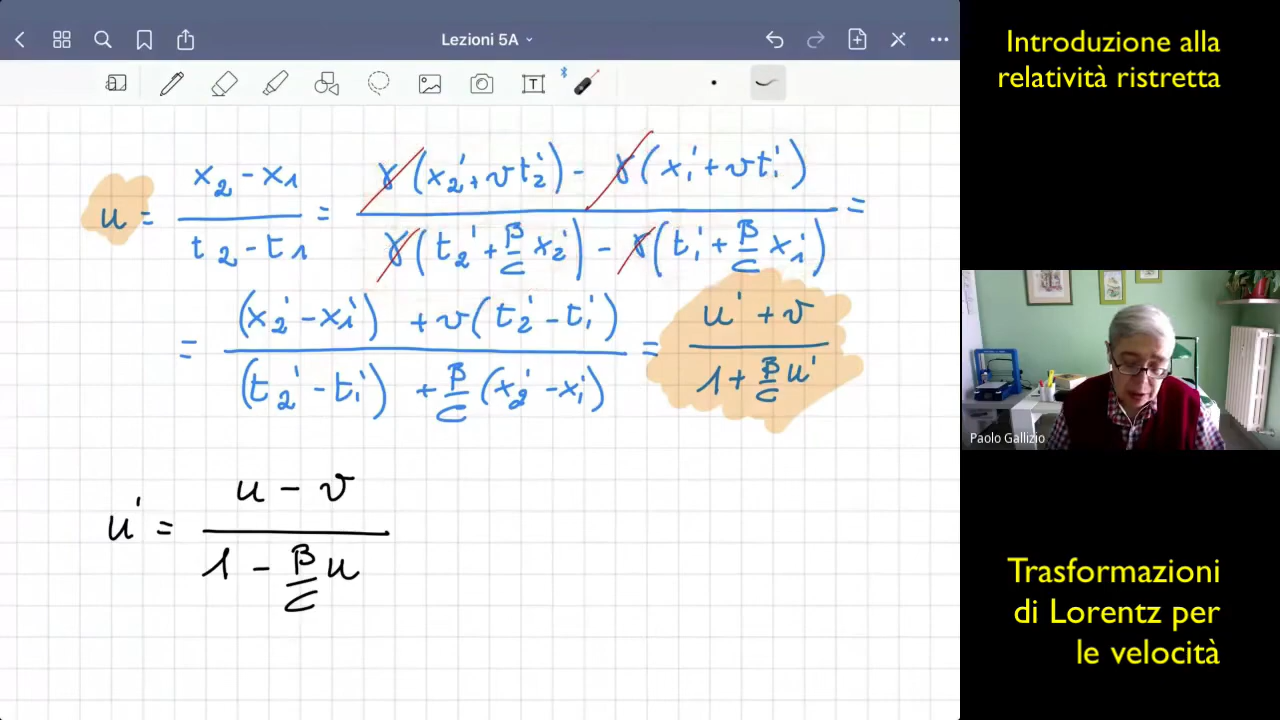 Lezioni 5A
Introduzione alla
relatività ristretta
u = (x₂ - x₁)/(t₂ - t₁) = (γ(x₂' + vt₂') - γ(x₁' + vt₁'))/(γ(t₂' + β/c x₂') - γ(t₁' + β/c x₁')) =
= ((x₂' - x₁') + v(t₂' - t₁'))/((t₂' - t₁') + β/c (x₂' - x₁')) = (u' + v)/(1 + β/c u')
u' = (u - v)/(1 - β/c u)
Paolo Gallizio
Trasformazioni
di Lorentz per
le velocità